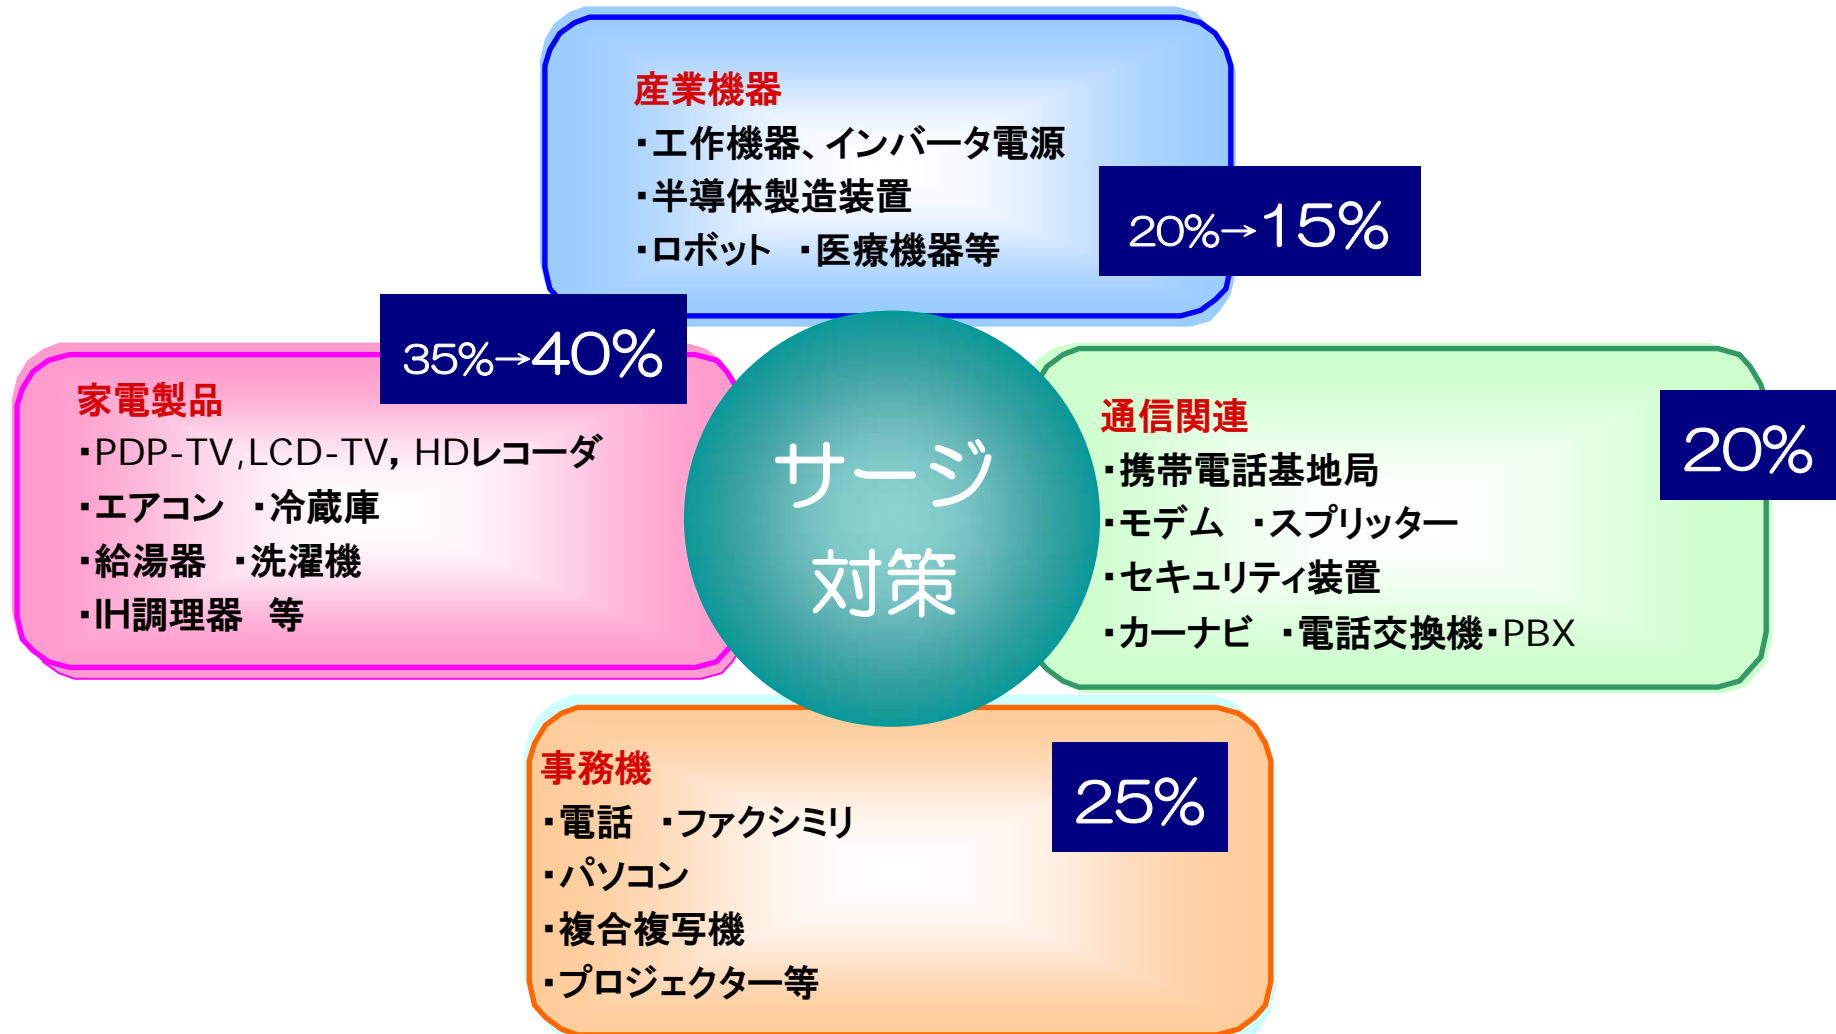 産業機器
・工作機器、インバータ電源
・半導体製造装置
・ロボット ・医療機器等
20%→15%
35%→40%
家電製品
・PDP-TV,LCD-TV, HDレコーダ
・エアコン ・冷蔵庫
・給湯器 ・洗濯機
・IH調理器 等
サージ
対策
通信関連
・携帯電話基地局
・モデム ・スプリッター
・セキュリティ装置
・カーナビ ・電話交換機・PBX
20%
事務機
・電話 ・ファクシミリ
・パソコン
・複合複写機
・プロジェクター等
25%